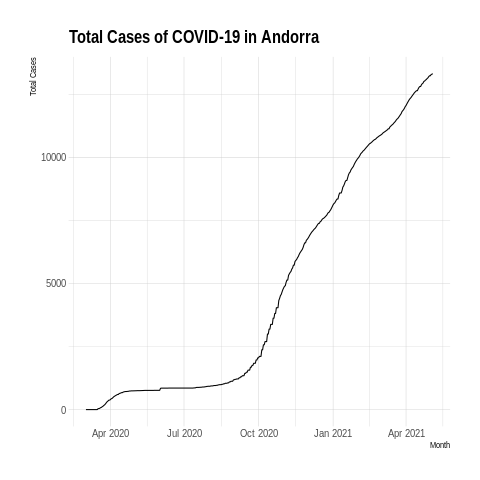 Total Cases of COVID-19 in Andorra
Total Cases
10000
5000
0
Apr 2020 Jul 2020 Oct 2020 Jan 2021 Apr 2021
Month